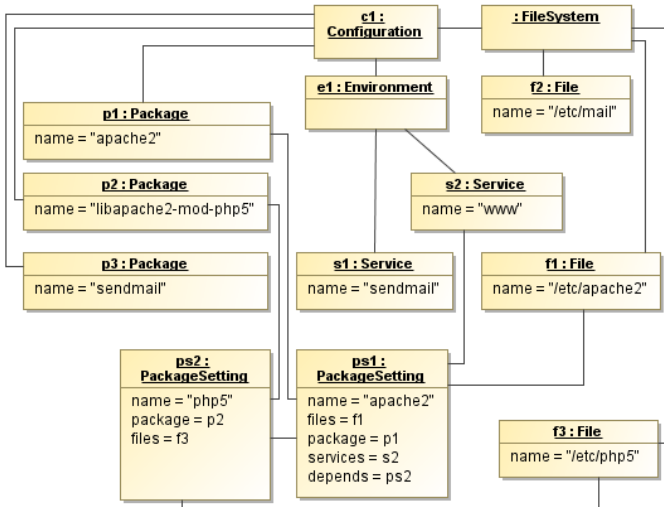 c1 :
Configuration
: FileSystem
e1 : Environment
f2 : File
name = "/etc/mail"
p1 : Package
name = "apache2"
p2 : Package
name = "libapache2-mod-php5"
s2 : Service
name = "www"
p3 : Package
name = "sendmail"
s1 : Service
name = "sendmail"
f1 : File
name = "/etc/apache2"
ps2 :
PackageSetting
name = "php5"
package = p2
files = f3
ps1 :
PackageSetting
name = "apache2"
files = f1
package = p1
services = s2
depends = ps2
f3 : File
name = "/etc/php5"